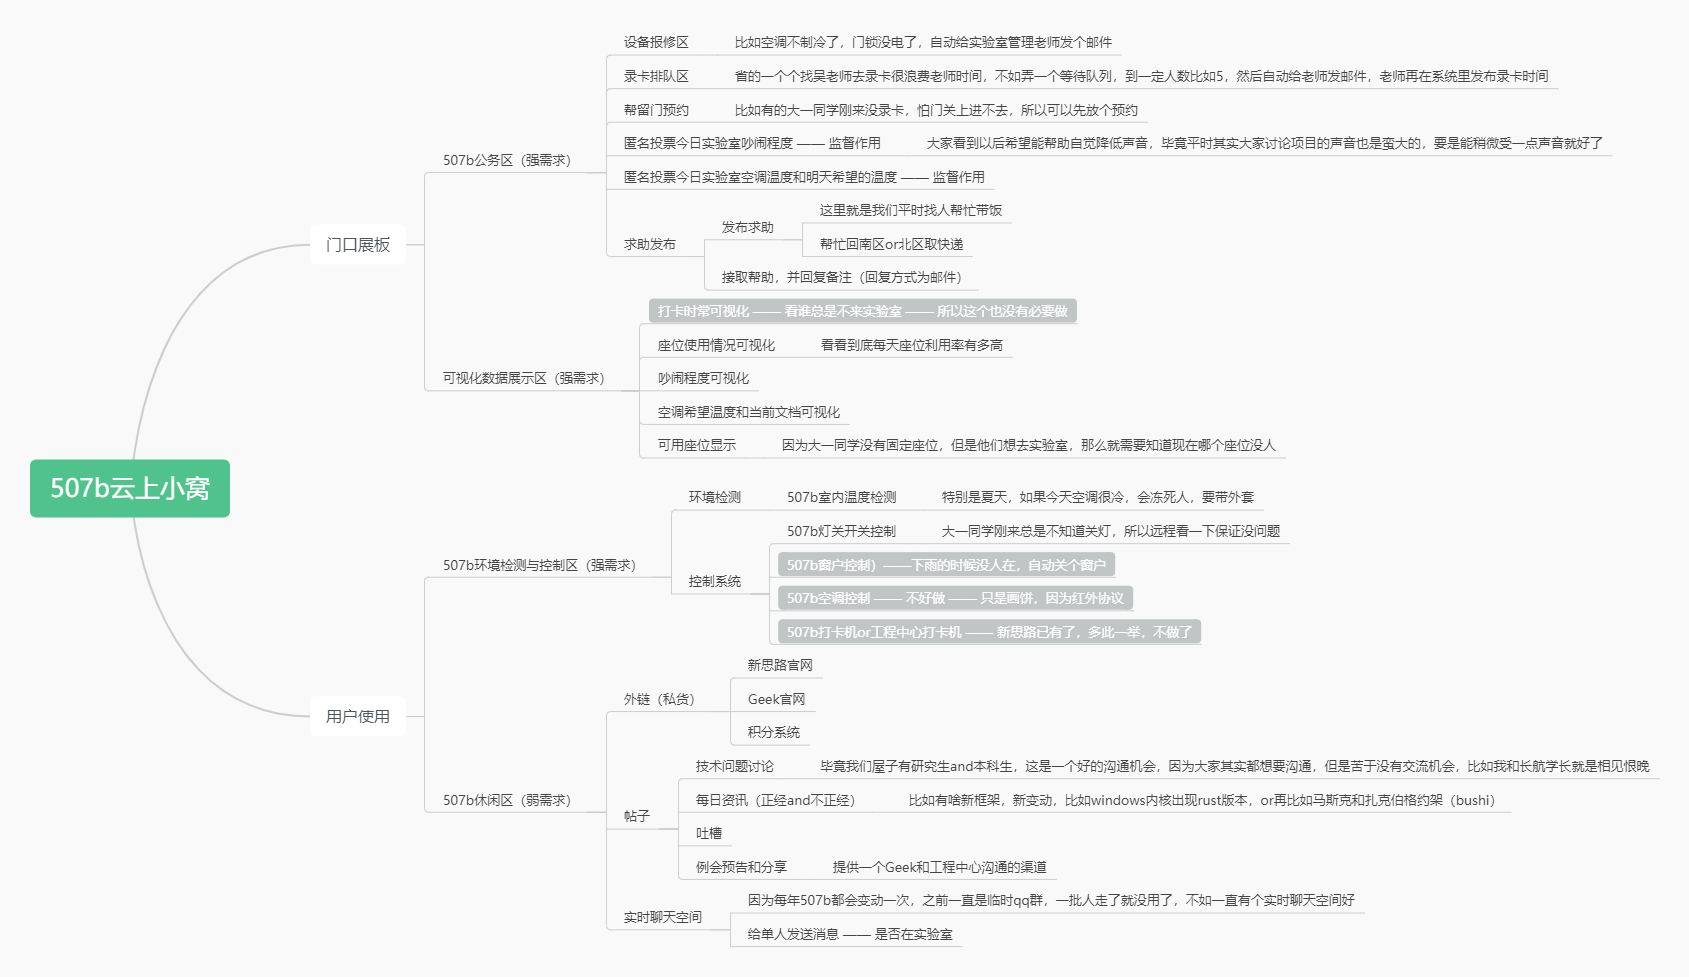 507b云上小窝
门口展板
507b公务区（强需求）
设备报修区
比如空调不制冷了，门锁没电了，自动给实验室管理老师发个邮件
录卡排队区
省的一个个找吴老师去录卡很浪费老师时间，不如弄一个等待队列，到一定人数比如5，然后自动给老师发邮件，老师再在系统里发布录卡时间
帮留门预约
比如有的大一同学刚来没录卡，怕门关上进不去，所以可以先放个预约
匿名投票今日实验室吵闹程度 —— 监督作用
大家看到以后希望能帮助自觉降低声音，毕竟平时其实大家讨论项目的声音也是蛮大的，要是能稍微受一点声音就好了
匿名投票今日实验室空调温度和明天希望的温度 —— 监督作用
求助发布
发布求助
这里就是我们平时找人帮忙带饭
帮忙回南区or北区取快递
接取帮助，并回复备注（回复方式为邮件）
可视化数据展示区（强需求）
打卡时常可视化 —— 看谁总是不来实验室 —— 所以这个也没有必要做
座位使用情况可视化
看看到底每天座位利用率有多高
吵闹程度可视化
空调希望温度和当前文档可视化
可用座位显示
因为大一同学没有固定座位，但是他们想去实验室，那么就需要知道现在哪个座位没人
用户使用
507b环境检测与控制区（强需求）
环境检测
507b室内温度检测
特别是夏天，如果今天空调很冷，会冻死人，要带外套
控制系统
507b灯关开关控制
大一同学刚来总是不知道关灯，所以远程看一下保证没问题
507b窗户控制）——下雨的时候没人在，自动关个窗户
507b空调控制 —— 不好做 —— 只是画饼，因为红外协议
507b打卡机or工程中心打卡机 —— 新思路已有了，多此一举，不做了
507b休闲区（弱需求）
外链（私货）
新思路官网
Geek官网
积分系统
帖子
技术问题讨论
毕竟我们屋子有研究生and本科生，这是一个好的沟通机会，因为大家其实都想要沟通，但是苦于没有交流机会，比如我和长航学长就是相见恨晚
每日资讯（正经and不正经）
比如有啥新框架，新变动，比如windows内核出现rust版本，or再比如马斯克和扎克伯格约架（bushi）
吐槽
例会预告和分享
提供一个Geek和工程中心沟通的渠道
实时聊天空间
因为每年507b都会变动一次，之前一直是临时qq群，一批人走了就没用了，不如一直有个实时聊天空间好
给单人发送消息 —— 是否在实验室